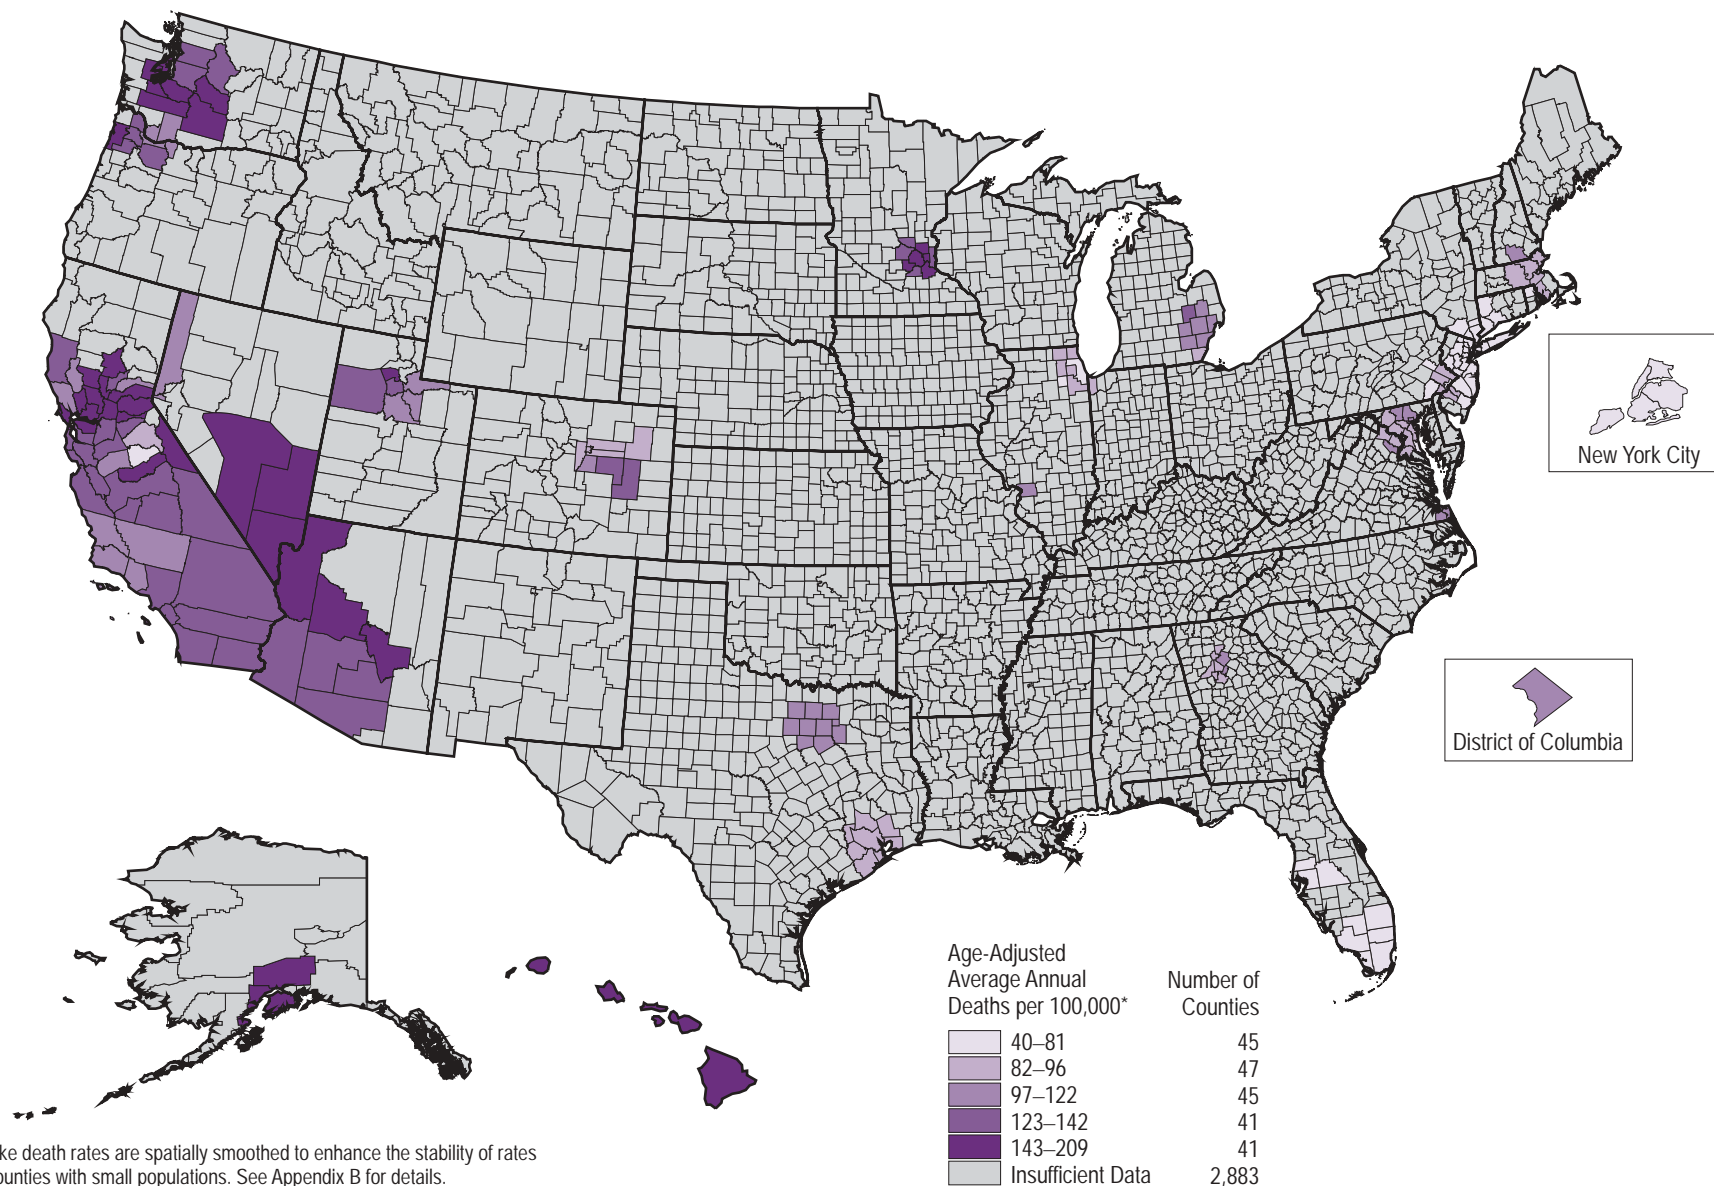 New York City
District of Columbia
Age-Adjusted
Average Annual
Deaths per 100,000*
Number of
Counties
40–81 45
82–96 47
97–122 45
123–142 41
143–209 41
Insufficient Data 2,883
ke death rates are spatially smoothed to enhance the stability of rates
ounties with small populations. See Appendix B for details.